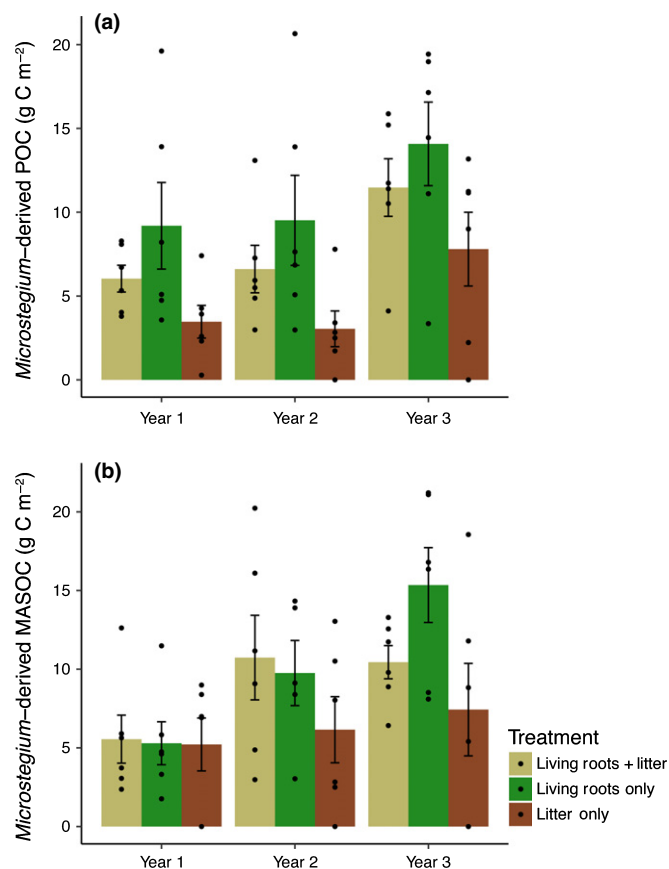 (a)
Microstegium–derived POC (g C m⁻²)
20
15
10
5
0
Year 1 Year 2 Year 3
(b)
Microstegium–derived MASOC (g C m⁻²)
20
15
10
5
0
Year 1 Year 2 Year 3
Treatment
Living roots + litter
Living roots only
Litter only